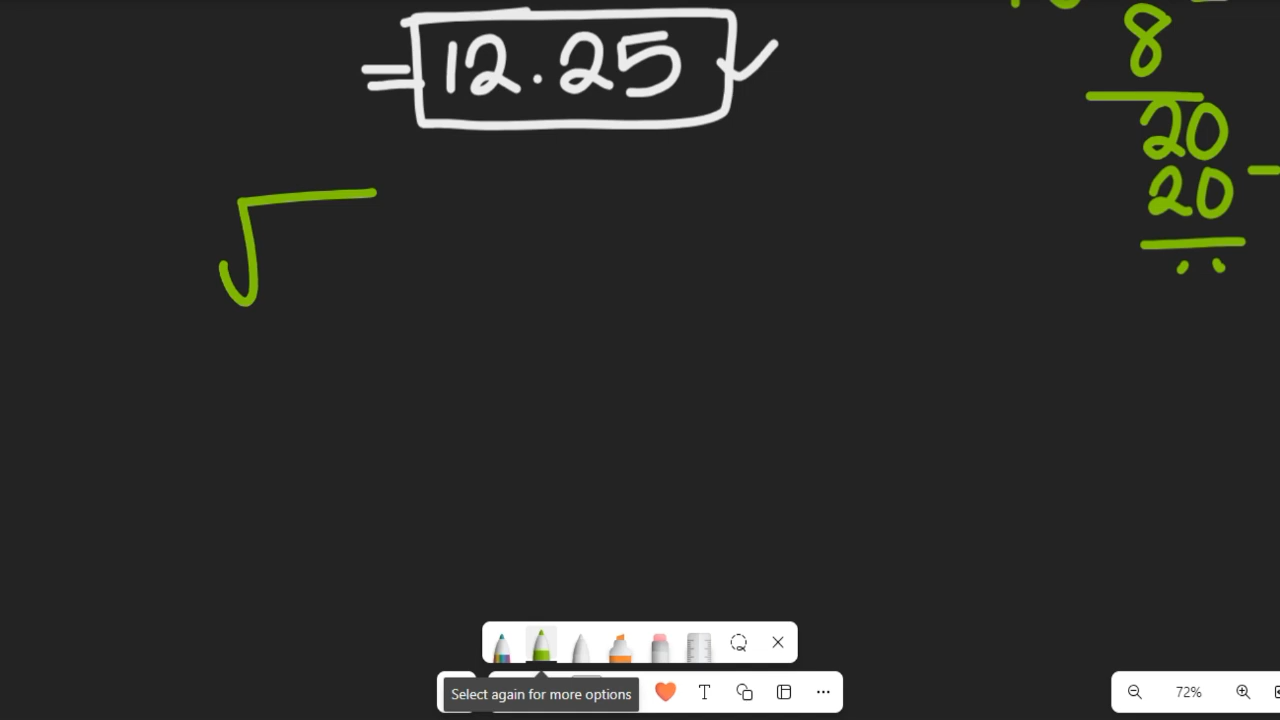 = 12.25 ✓
8
20
20
√
Select again for more options
T
72%